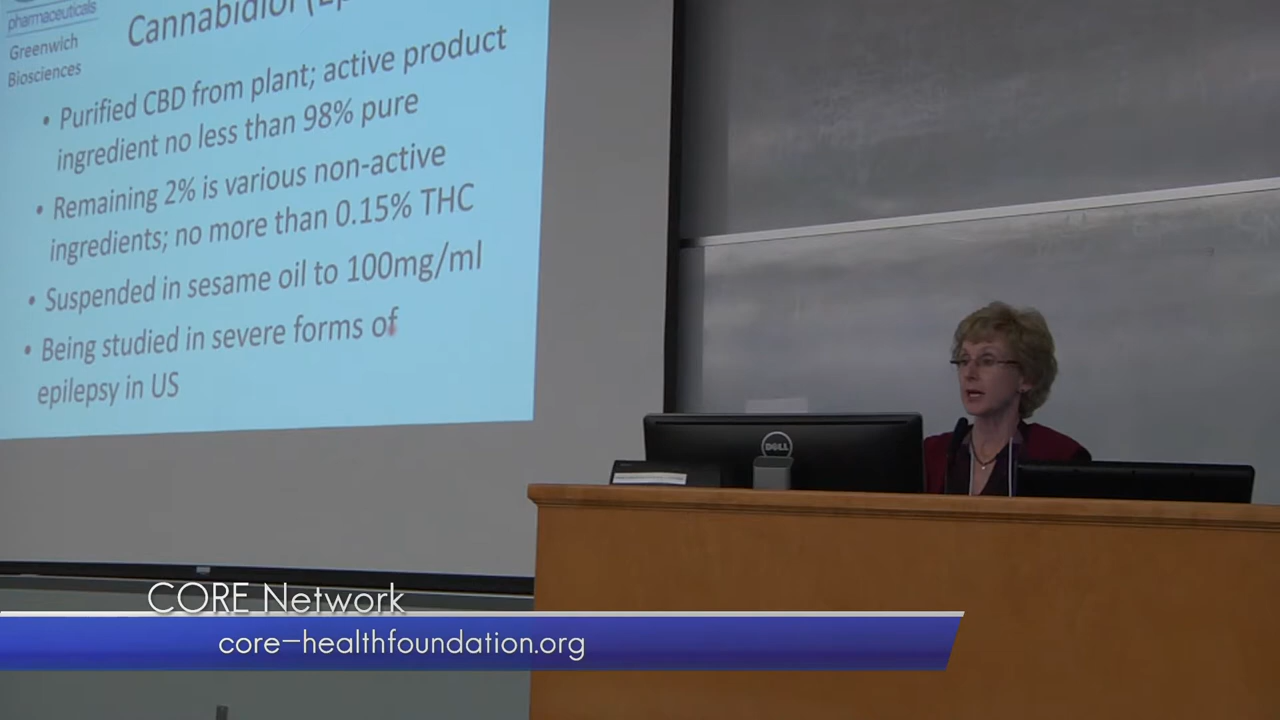 pharmaceuticals
Greenwich
Biosciences
Cannabidiol
• Purified CBD from plant; active product
ingredient no less than 98% pure
• Remaining 2% is various non-active
ingredients; no more than 0.15% THC
• Suspended in sesame oil to 100mg/ml
• Being studied in severe forms of
epilepsy in US
DELL
CORE Network
core-healthfoundation.org